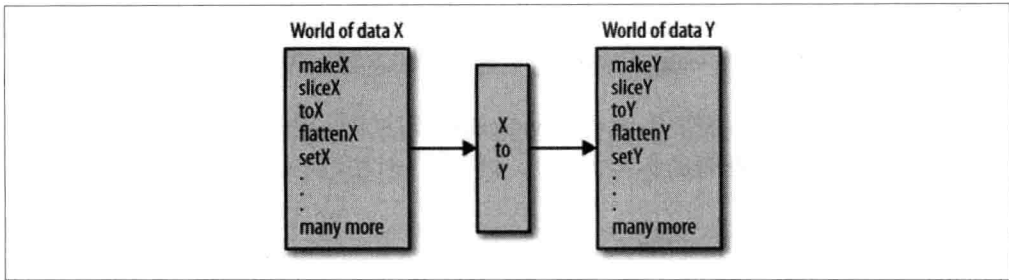 World of data X
makeX
sliceX
toX
flattenX
setX
.
.
.
many more
X
to
Y
World of data Y
makeY
sliceY
toY
flattenY
setY
.
.
.
many more